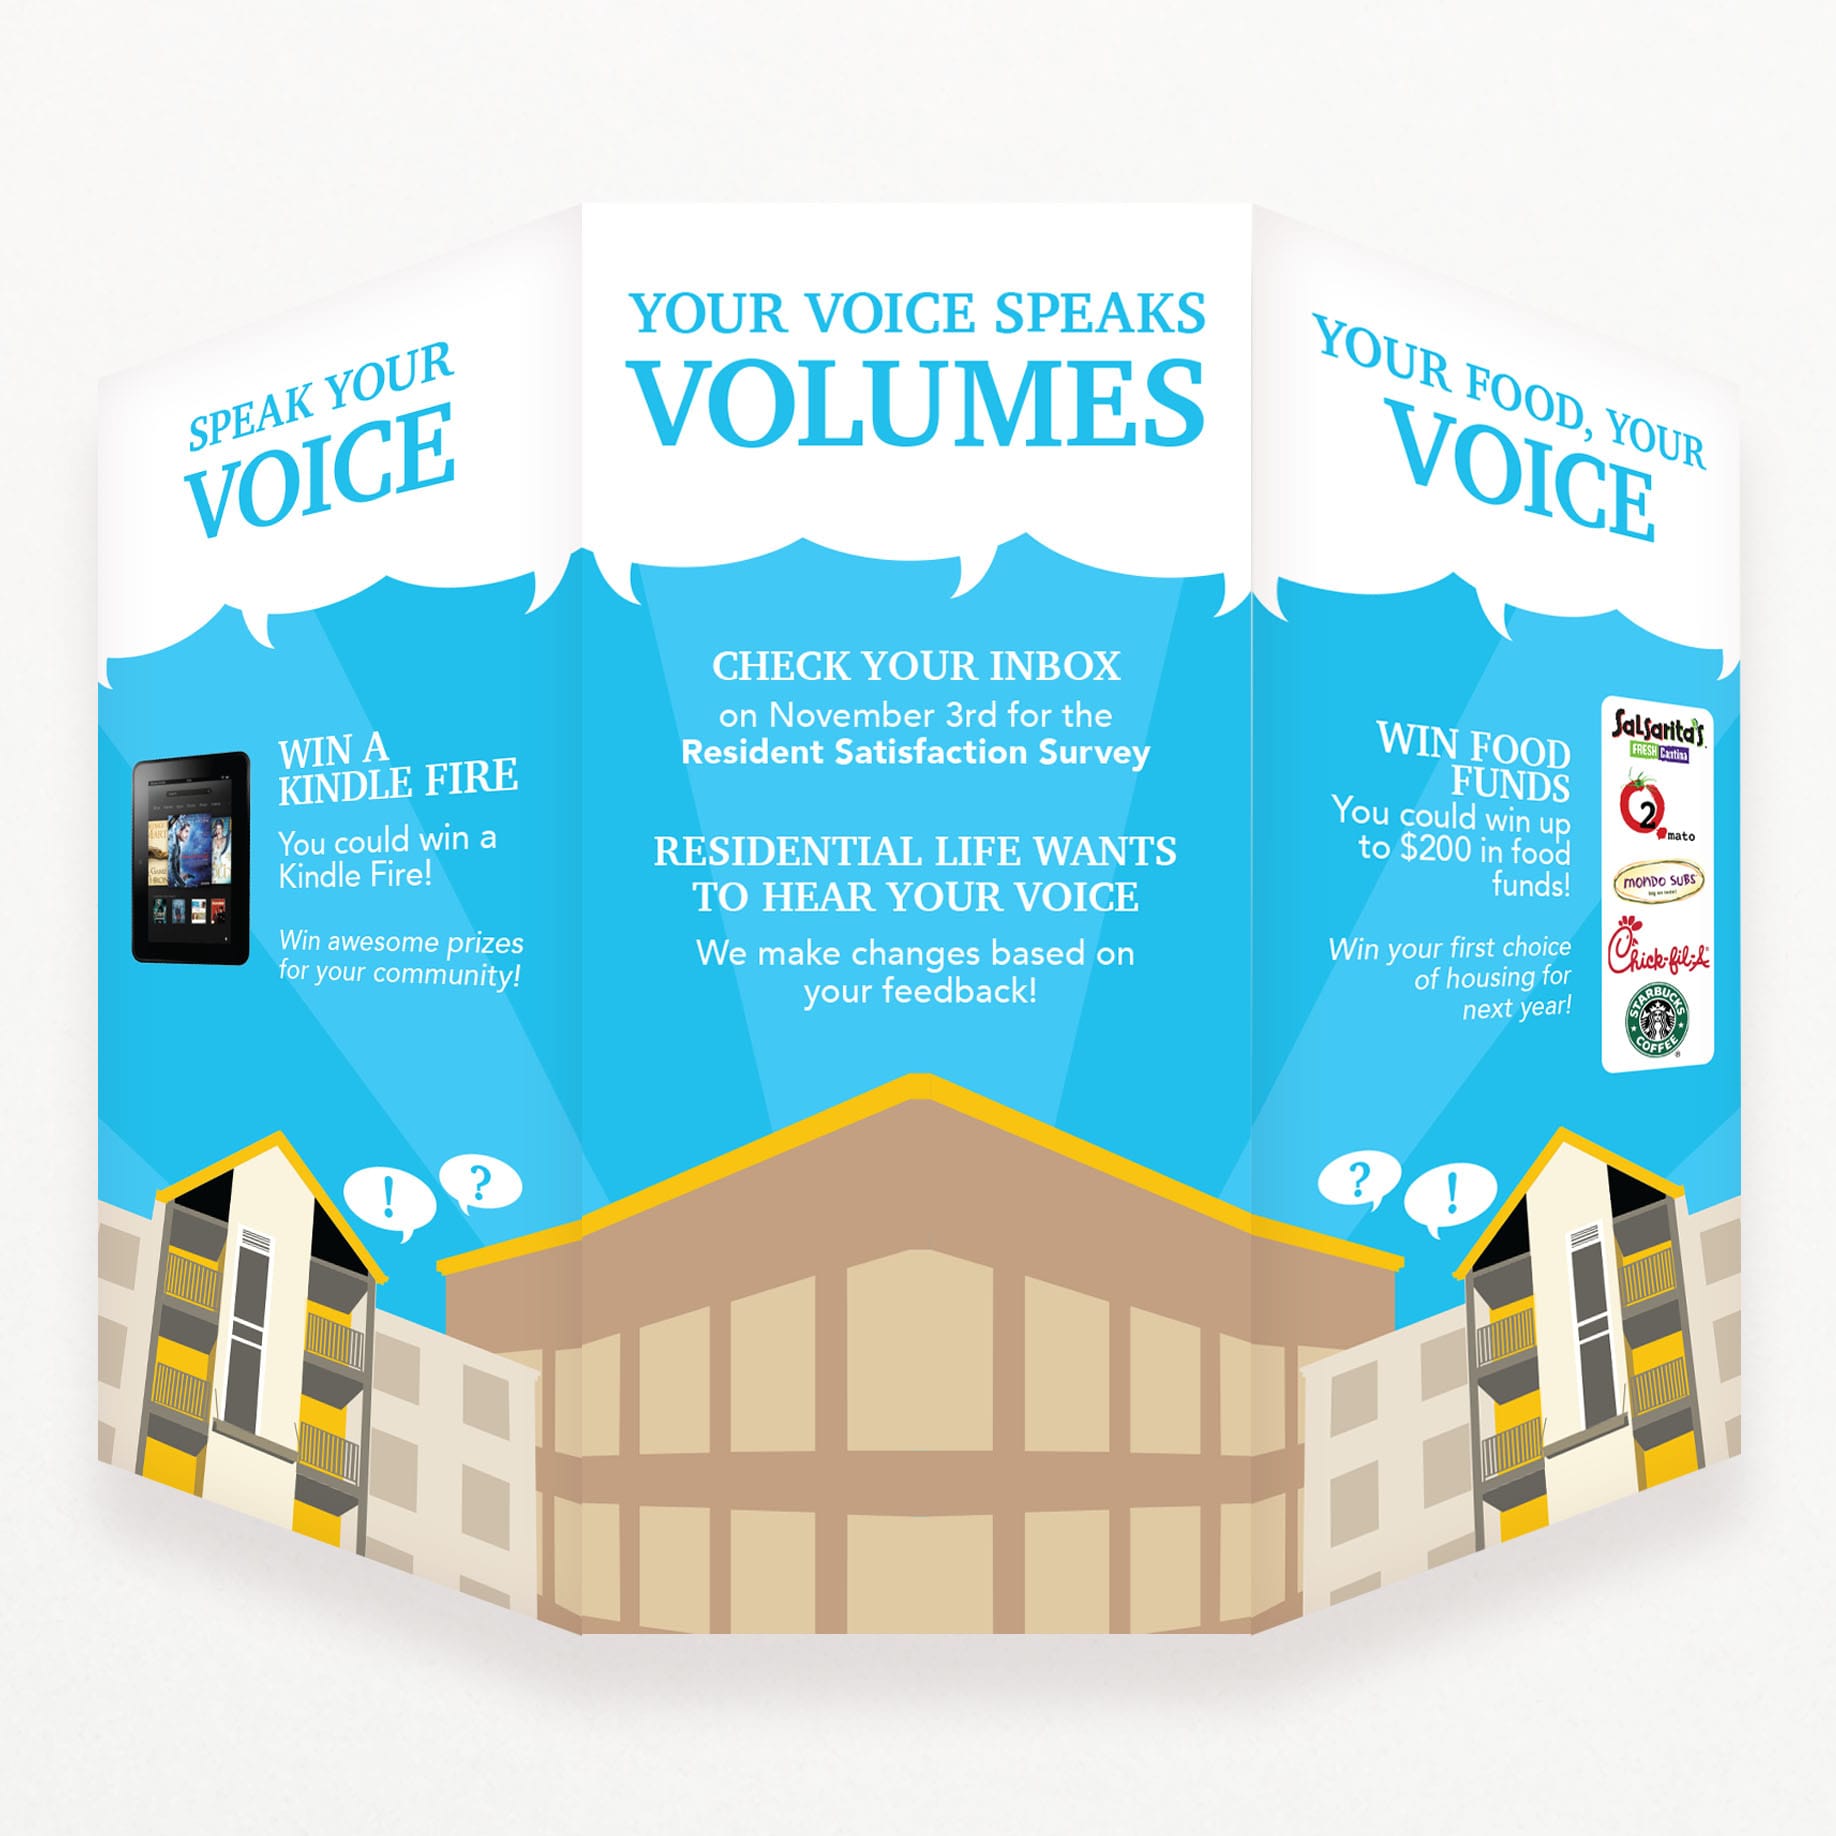 SPEAK YOUR
VOICE
WIN A
KINDLE FIRE
You could win a
Kindle Fire!
Win awesome prizes
for your community!
!
?
YOUR VOICE SPEAKS
VOLUMES
CHECK YOUR INBOX
on November 3rd for the
Resident Satisfaction Survey
RESIDENTIAL LIFE WANTS
TO HEAR YOUR VOICE
We make changes based on
your feedback!
YOUR FOOD, YOUR
VOICE
WIN FOOD
FUNDS
You could win up
to $200 in food
funds!
Win your first choice
of housing for
next year!
Salsarita's
FRESH Cantina
O2
mato
MONDO SUBS
Chick-fil-A®
STARBUCKS
COFFEE ®
?
!